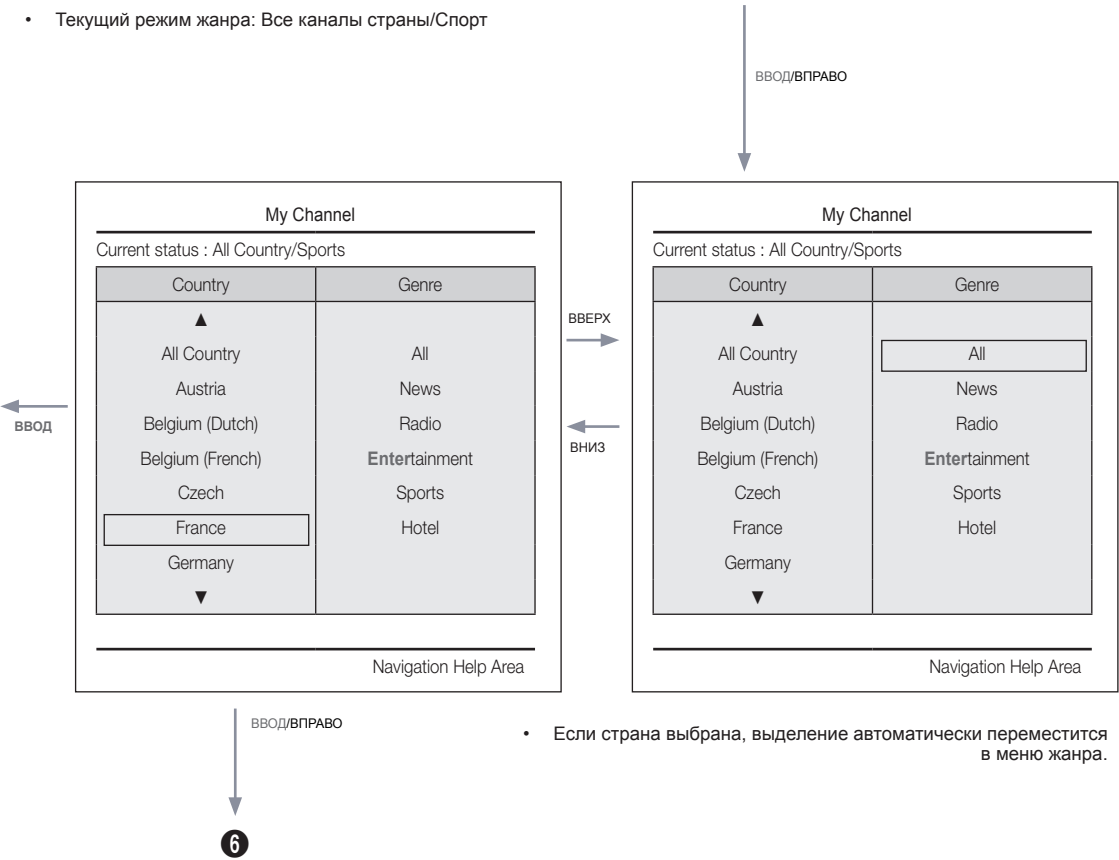 • Текущий режим жанра: Все каналы страны/Спорт
ВВОД/ВПРАВО
My Channel
Current status : All Country/Sports
Country Genre
▲
All Country All
Austria News
Belgium (Dutch) Radio
Belgium (French) Entertainment
Czech Sports
France Hotel
Germany
▼
Navigation Help Area
ВВОД
ВВЕРХ
ВНИЗ
My Channel
Current status : All Country/Sports
Country Genre
▲
All Country All
Austria News
Belgium (Dutch) Radio
Belgium (French) Entertainment
Czech Sports
France Hotel
Germany
▼
Navigation Help Area
ВВОД/ВПРАВО
• Если страна выбрана, выделение автоматически переместится
в меню жанра.
❻